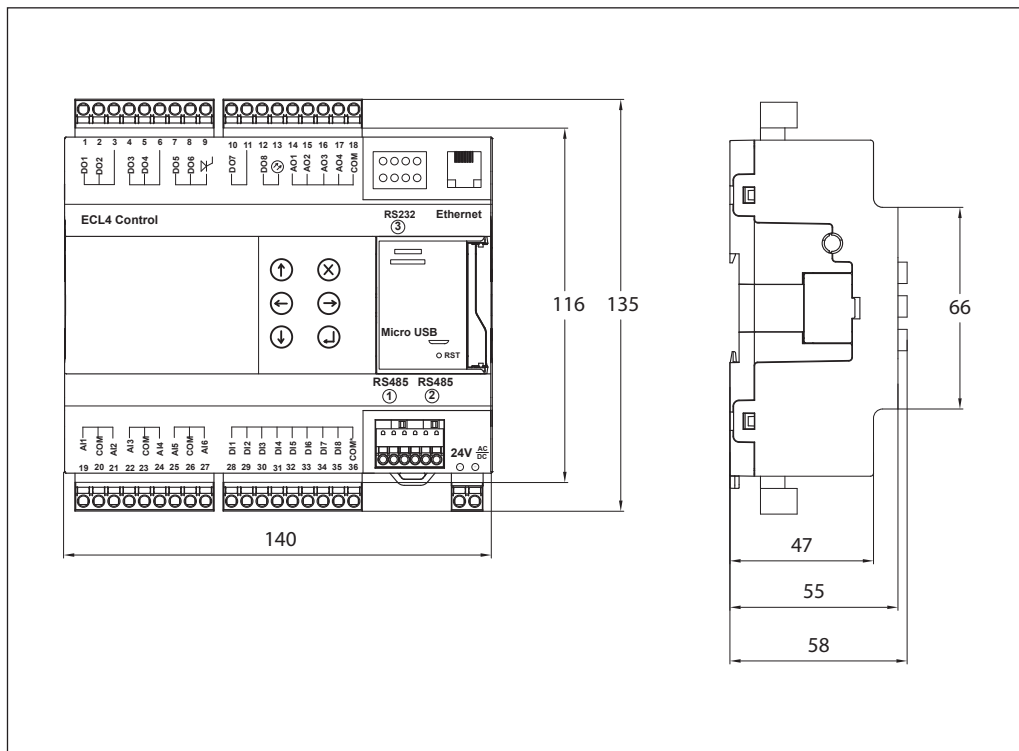 1 2 3 4 5 6 7 8 9 10 11 12 13 14 15 16 17 18
DO1 DO2 DO3 DO4 DO5 DO6 DO7 DO8 AO1 AO2 AO3 AO4 COM
ECL4 Control
RS232 Ethernet
3
Micro USB
RST
RS485 RS485
1 2
AI1 COM AI2 AI3 COM AI4 AI5 COM AI6 DI1 DI2 DI3 DI4 DI5 DI6 DI7 DI8 COM'
24V AC DC
19 20 21 22 23 24 25 26 27 28 29 30 31 32 33 34 35 36
116 135
140
66
47
55
58